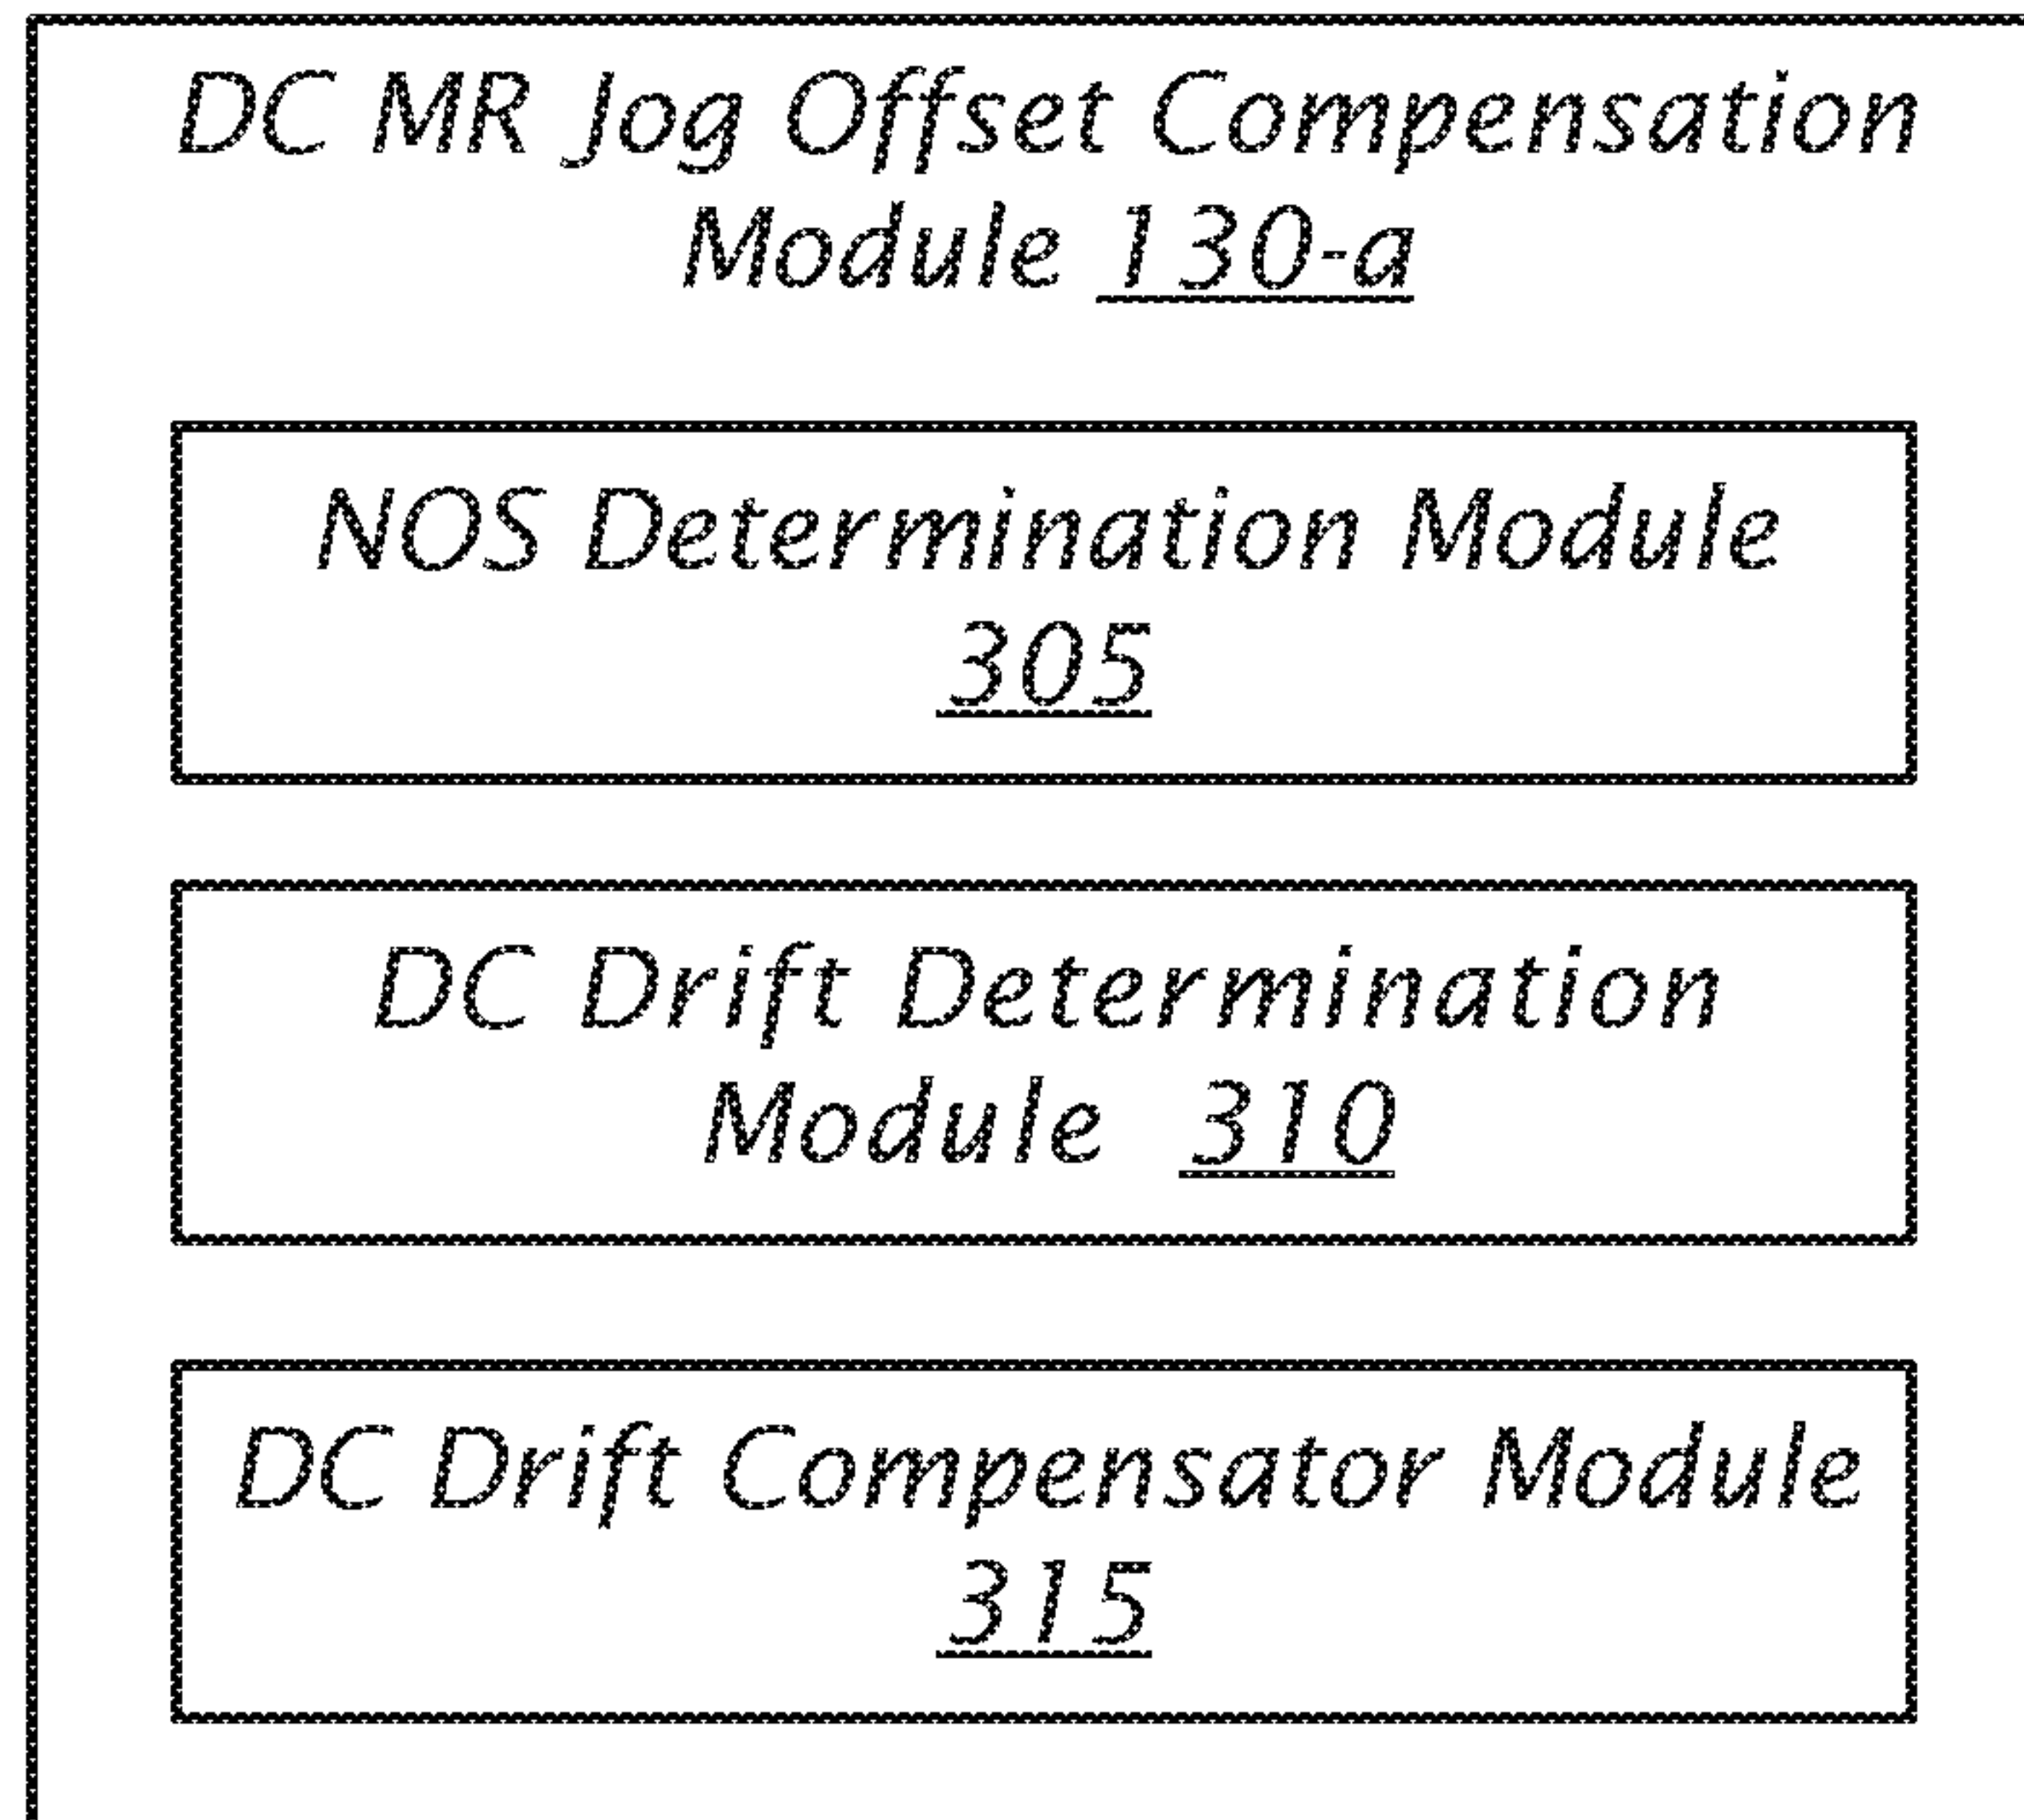 DC MR Jog Offset Compensation
Module 130-a
NOS Determination Module
305
DC Drift Determination
Module 310
DC Drift Compensator Module
315